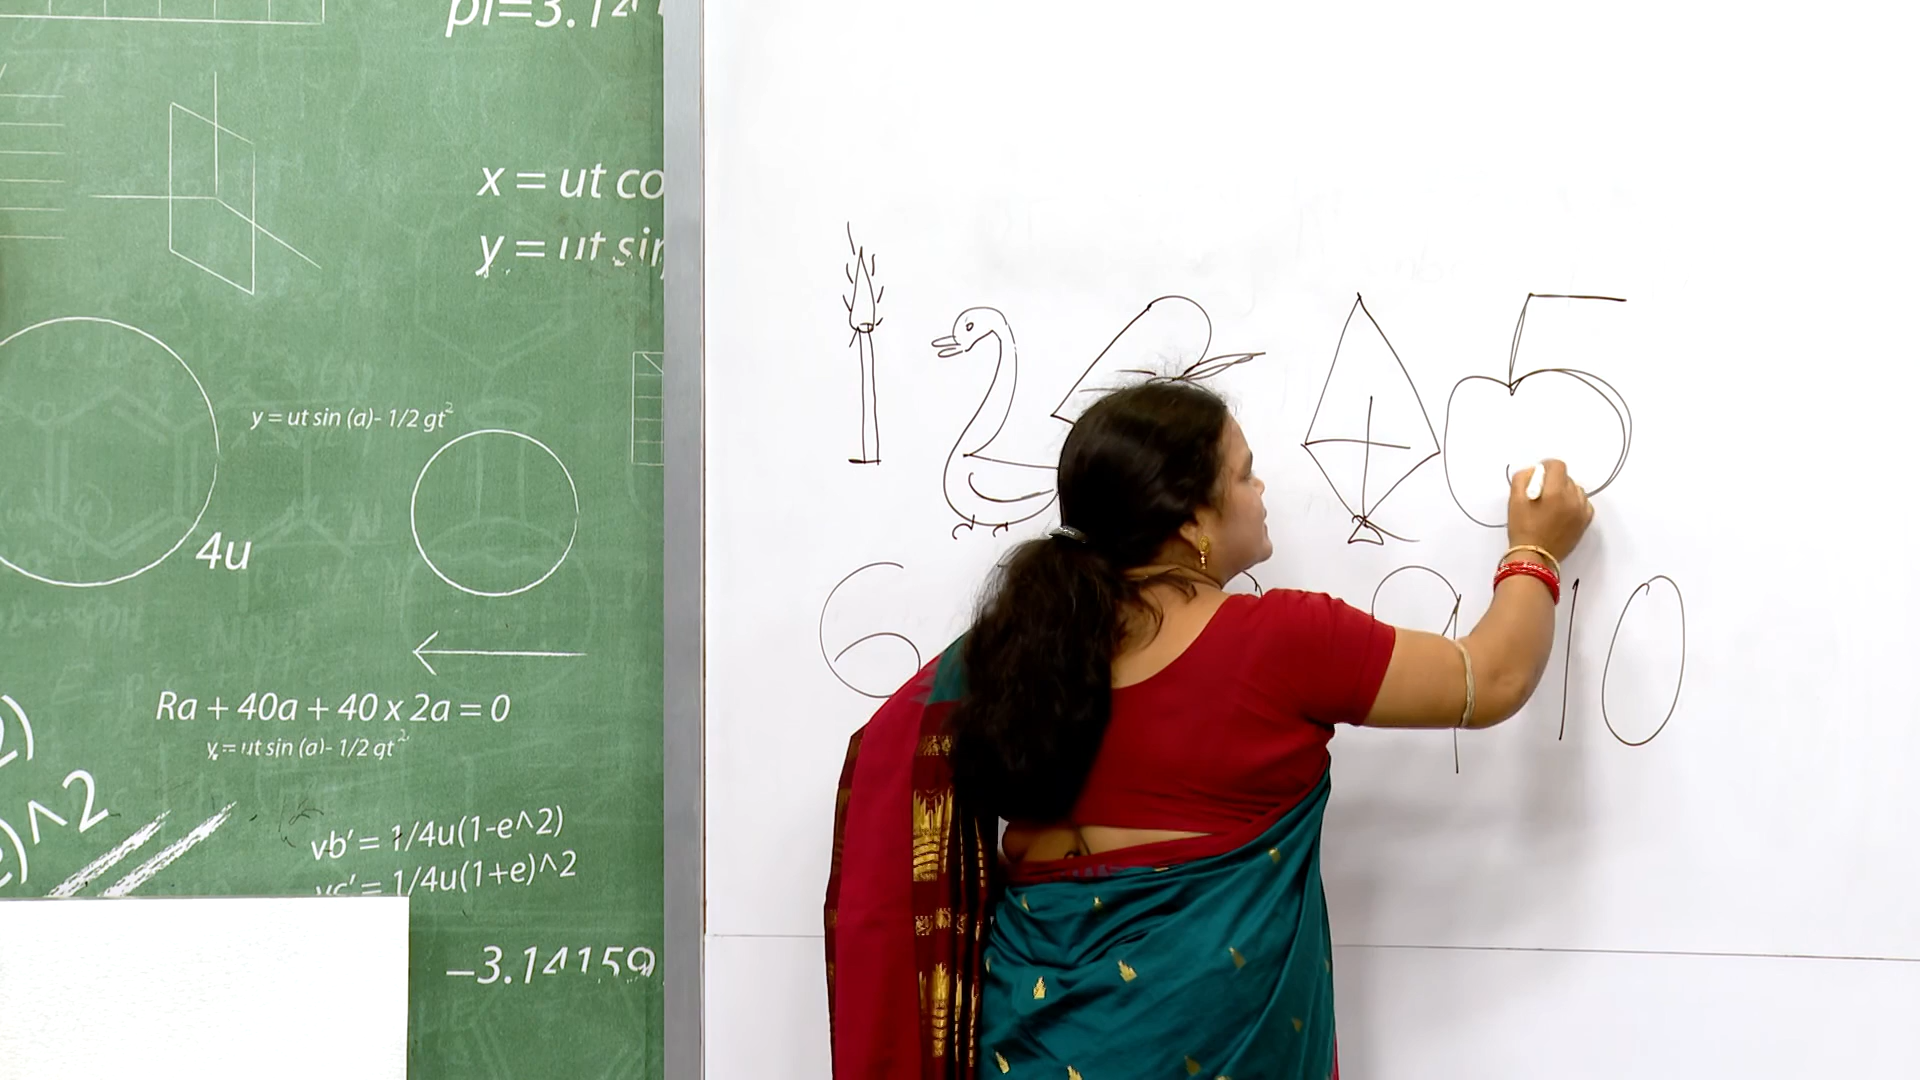 pi=3.1
x = ut co
y = ut sin
y = ut sin (a)- 1/2 gt²
4u
Ra + 40a + 40 x 2a = 0
y = ut sin (a)- 1/2 gt²
^2
vb' = 1/4u(1-e^2)
vc' = 1/4u(1+e)^2
–3.14159
1 2 4 5
6 9 10